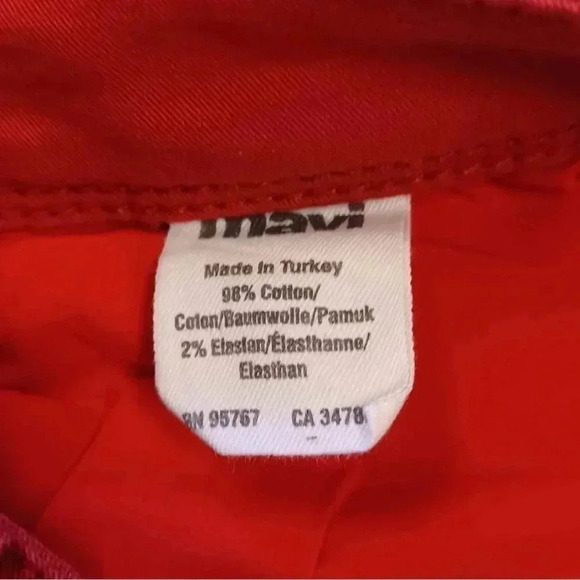 mavi
Made in Turkey
98% Cotton/
Coton/Baumwolle/Pamuk
2% Elastan/Élasthanne/
Elasthan
RN 95767 CA 3478